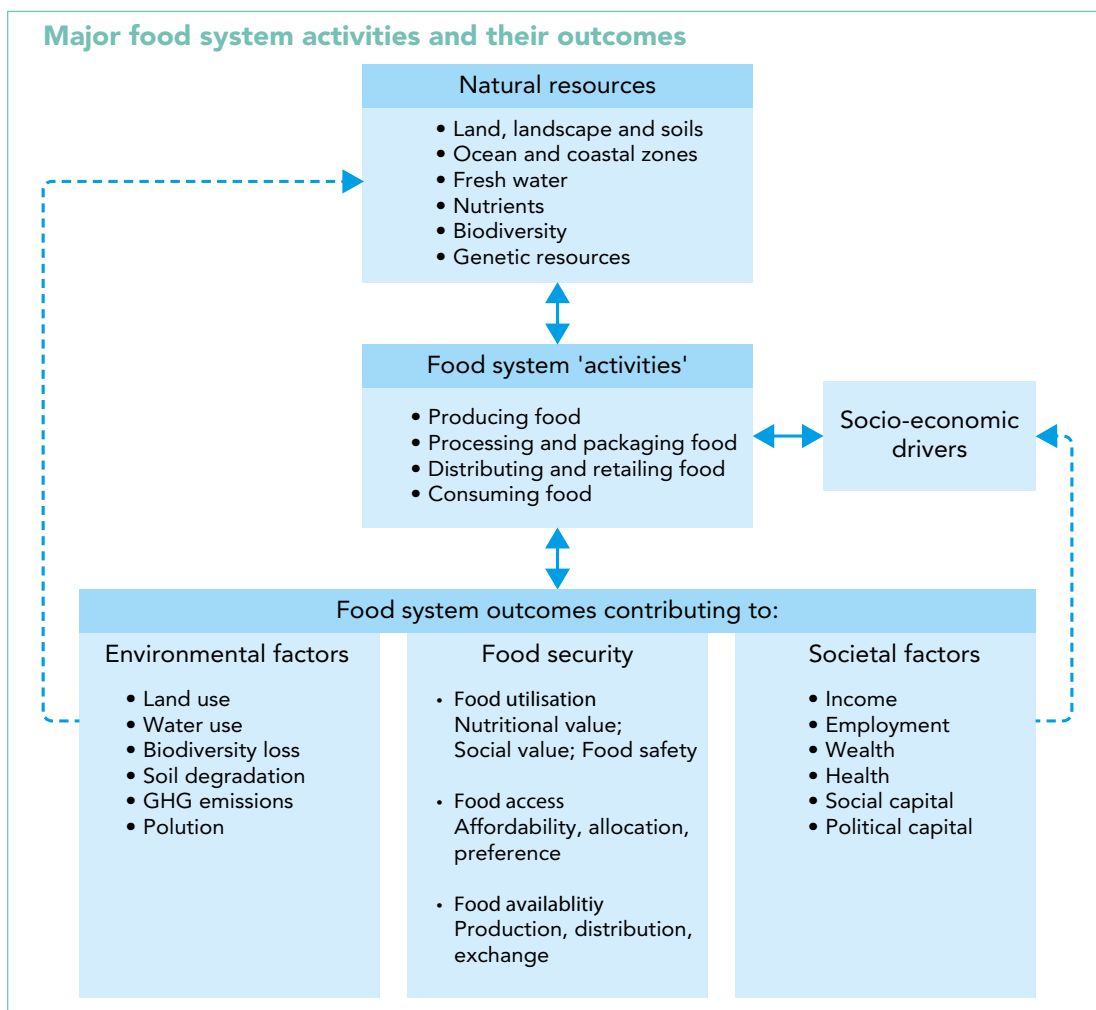 Major food system activities and their outcomes
Natural resources
• Land, landscape and soils
• Ocean and coastal zones
• Fresh water
• Nutrients
• Biodiversity
• Genetic resources
Food system 'activities'
• Producing food
• Processing and packaging food
• Distributing and retailing food
• Consuming food
Socio-economic
drivers
Food system outcomes contributing to:
Environmental factors
• Land use
• Water use
• Biodiversity loss
• Soil degradation
• GHG emissions
• Polution
Food security
• Food utilisation
Nutritional value;
Social value; Food safety
• Food access
Affordability, allocation,
preference
• Food availablitiy
Production, distribution,
exchange
Societal factors
• Income
• Employment
• Wealth
• Health
• Social capital
• Political capital